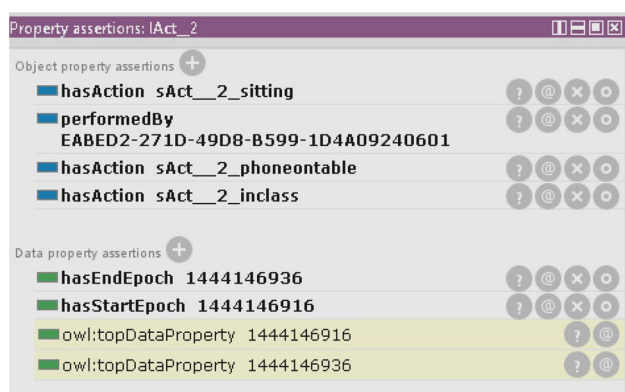 Property assertions: lAct__2
Object property assertions
hasAction sAct__2_sitting
performedBy
EABED2-271D-49D8-B599-1D4A09240601
hasAction sAct__2_phoneontable
hasAction sAct__2_inclass
Data property assertions
hasEndEpoch 1444146936
hasStartEpoch 1444146916
owl:topDataProperty 1444146916
owl:topDataProperty 1444146936